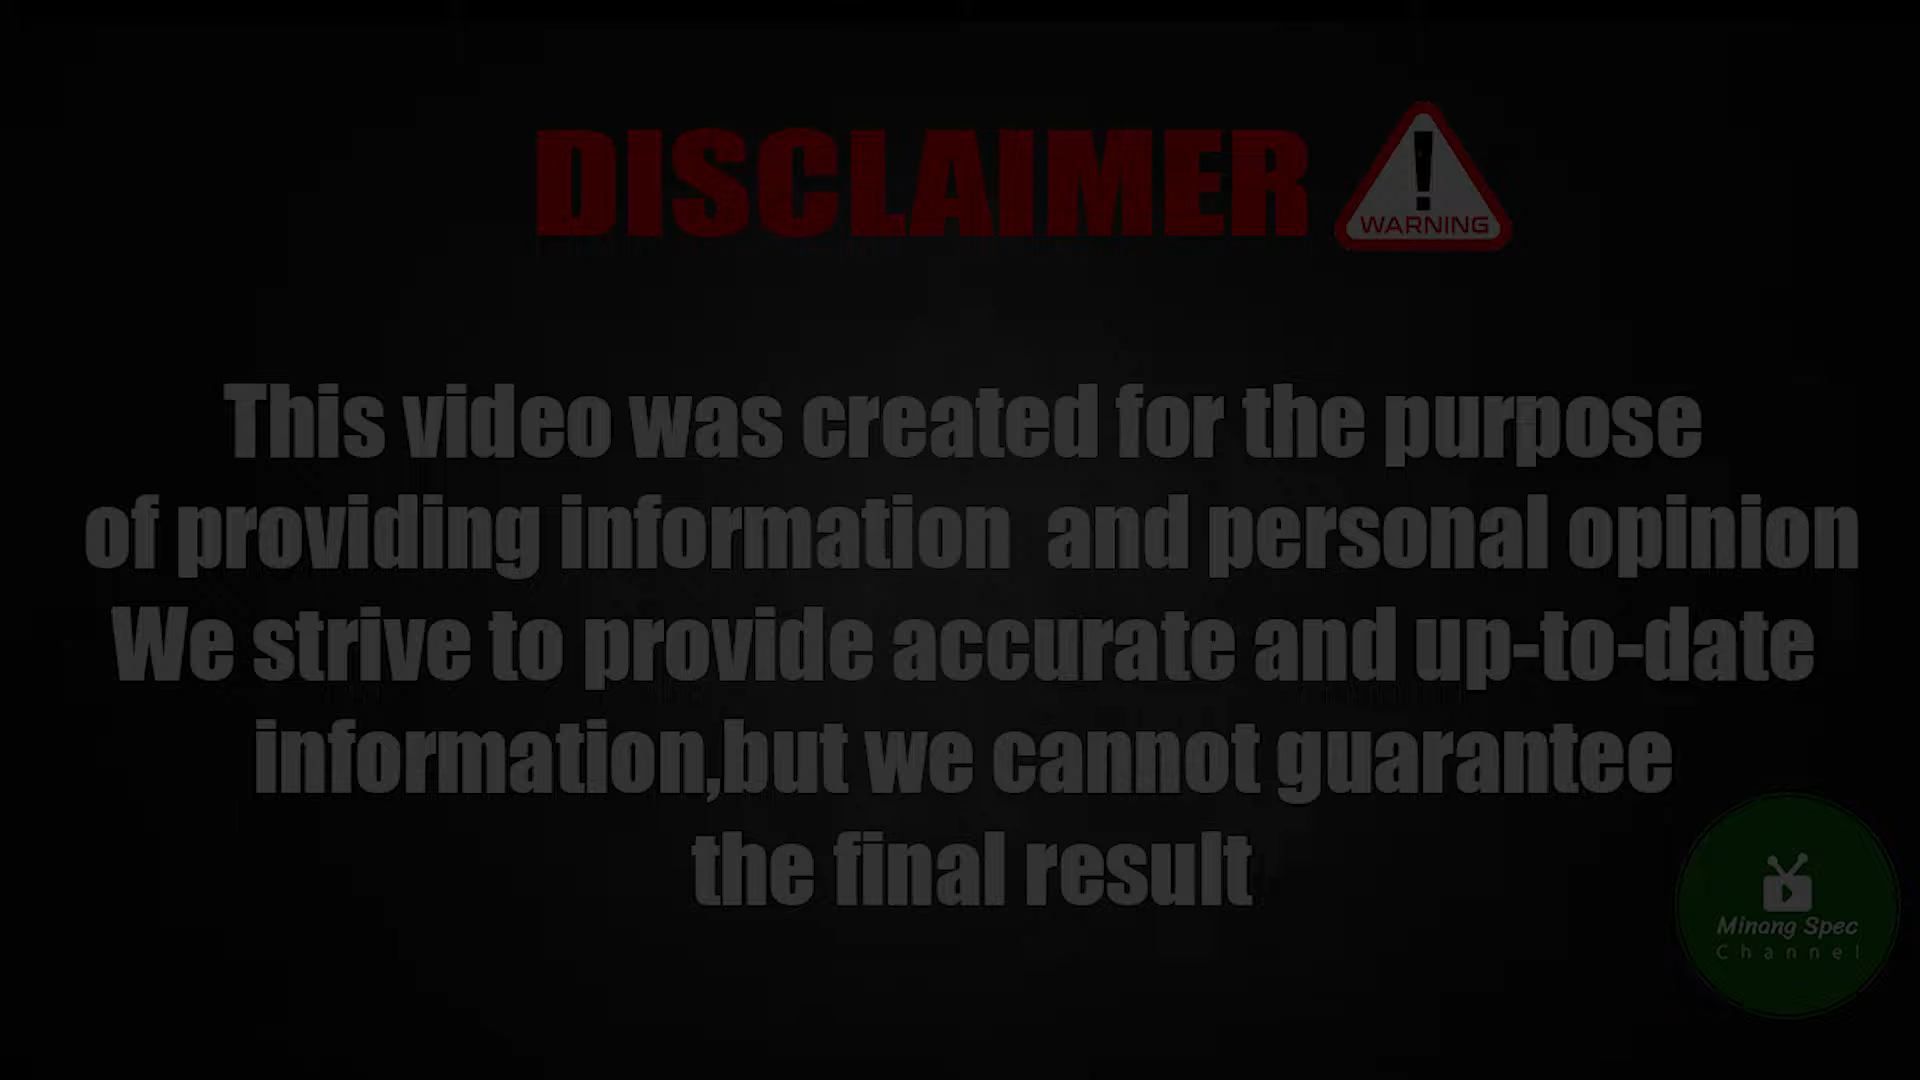 DISCLAIMER
WARNING
This video was created for the purpose
of providing information and personal opinion
We strive to provide accurate and up-to-date
information,but we cannot guarantee
the final result
Minang Spec
Channel